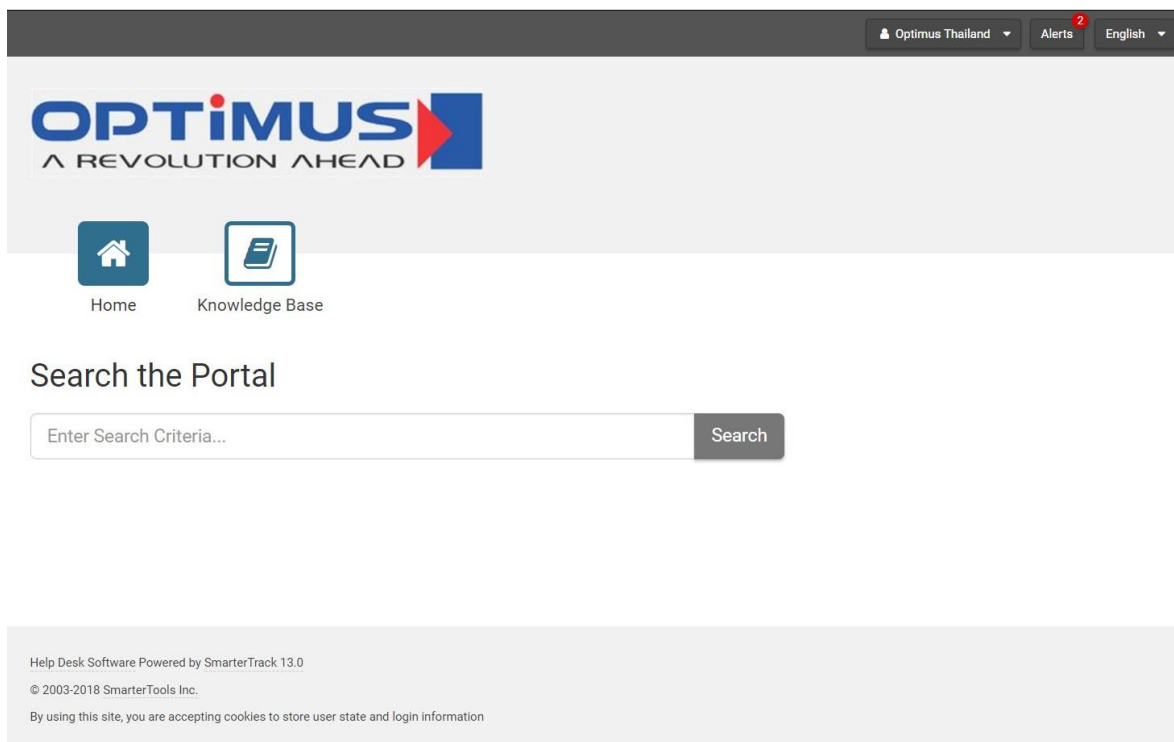 Optimus Thailand
Alerts
2
English
OPTiMUS
A REVOLUTION AHEAD
Home
Knowledge Base
Search the Portal
Enter Search Criteria...
Search
Help Desk Software Powered by SmarterTrack 13.0
© 2003-2018 SmarterTools Inc.
By using this site, you are accepting cookies to store user state and login information